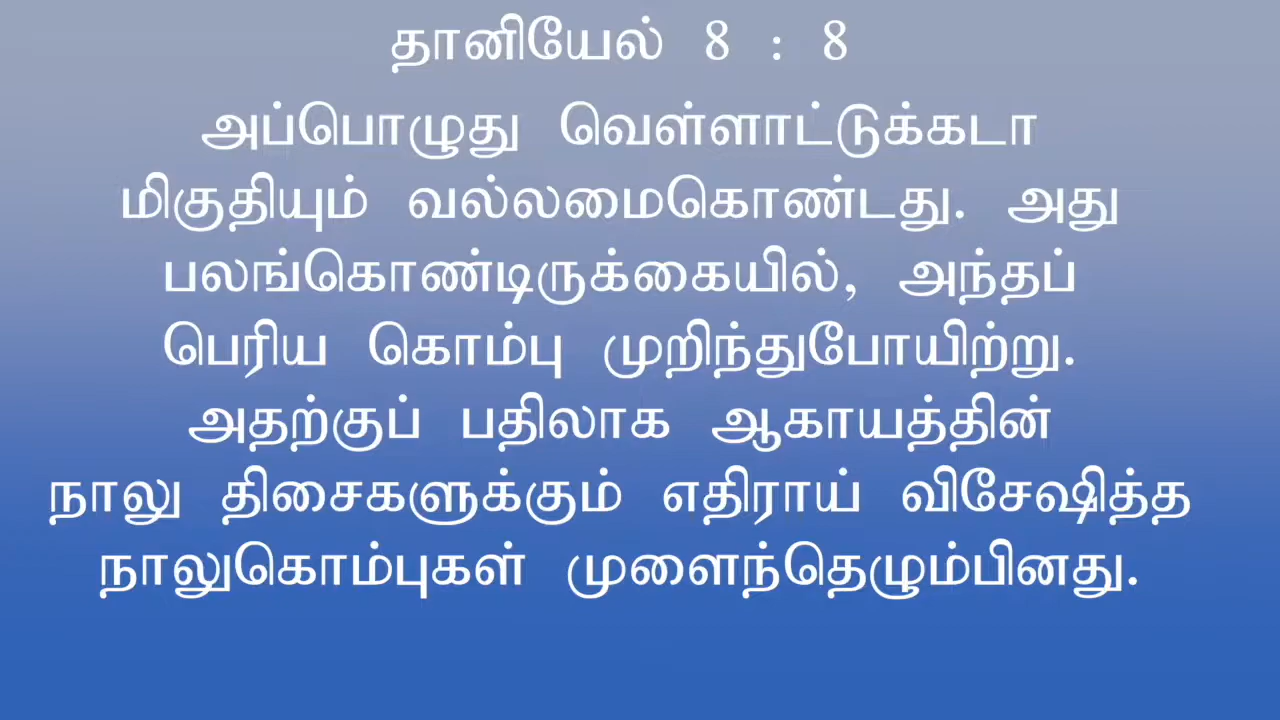 தானியேல் 8 : 8
அப்பொழுது வெள்ளாட்டுக்கடா
மிகுதியும் வல்லமைகொண்டது. அது
பலங்கொண்டிருக்கையில், அந்தப்
பெரிய கொம்பு முறிந்துபோயிற்று.
அதற்குப் பதிலாக ஆகாயத்தின்
நாலு திசைகளுக்கும் எதிராய் விசேஷித்த
நாலுகொம்புகள் முளைந்தெழும்பினது.